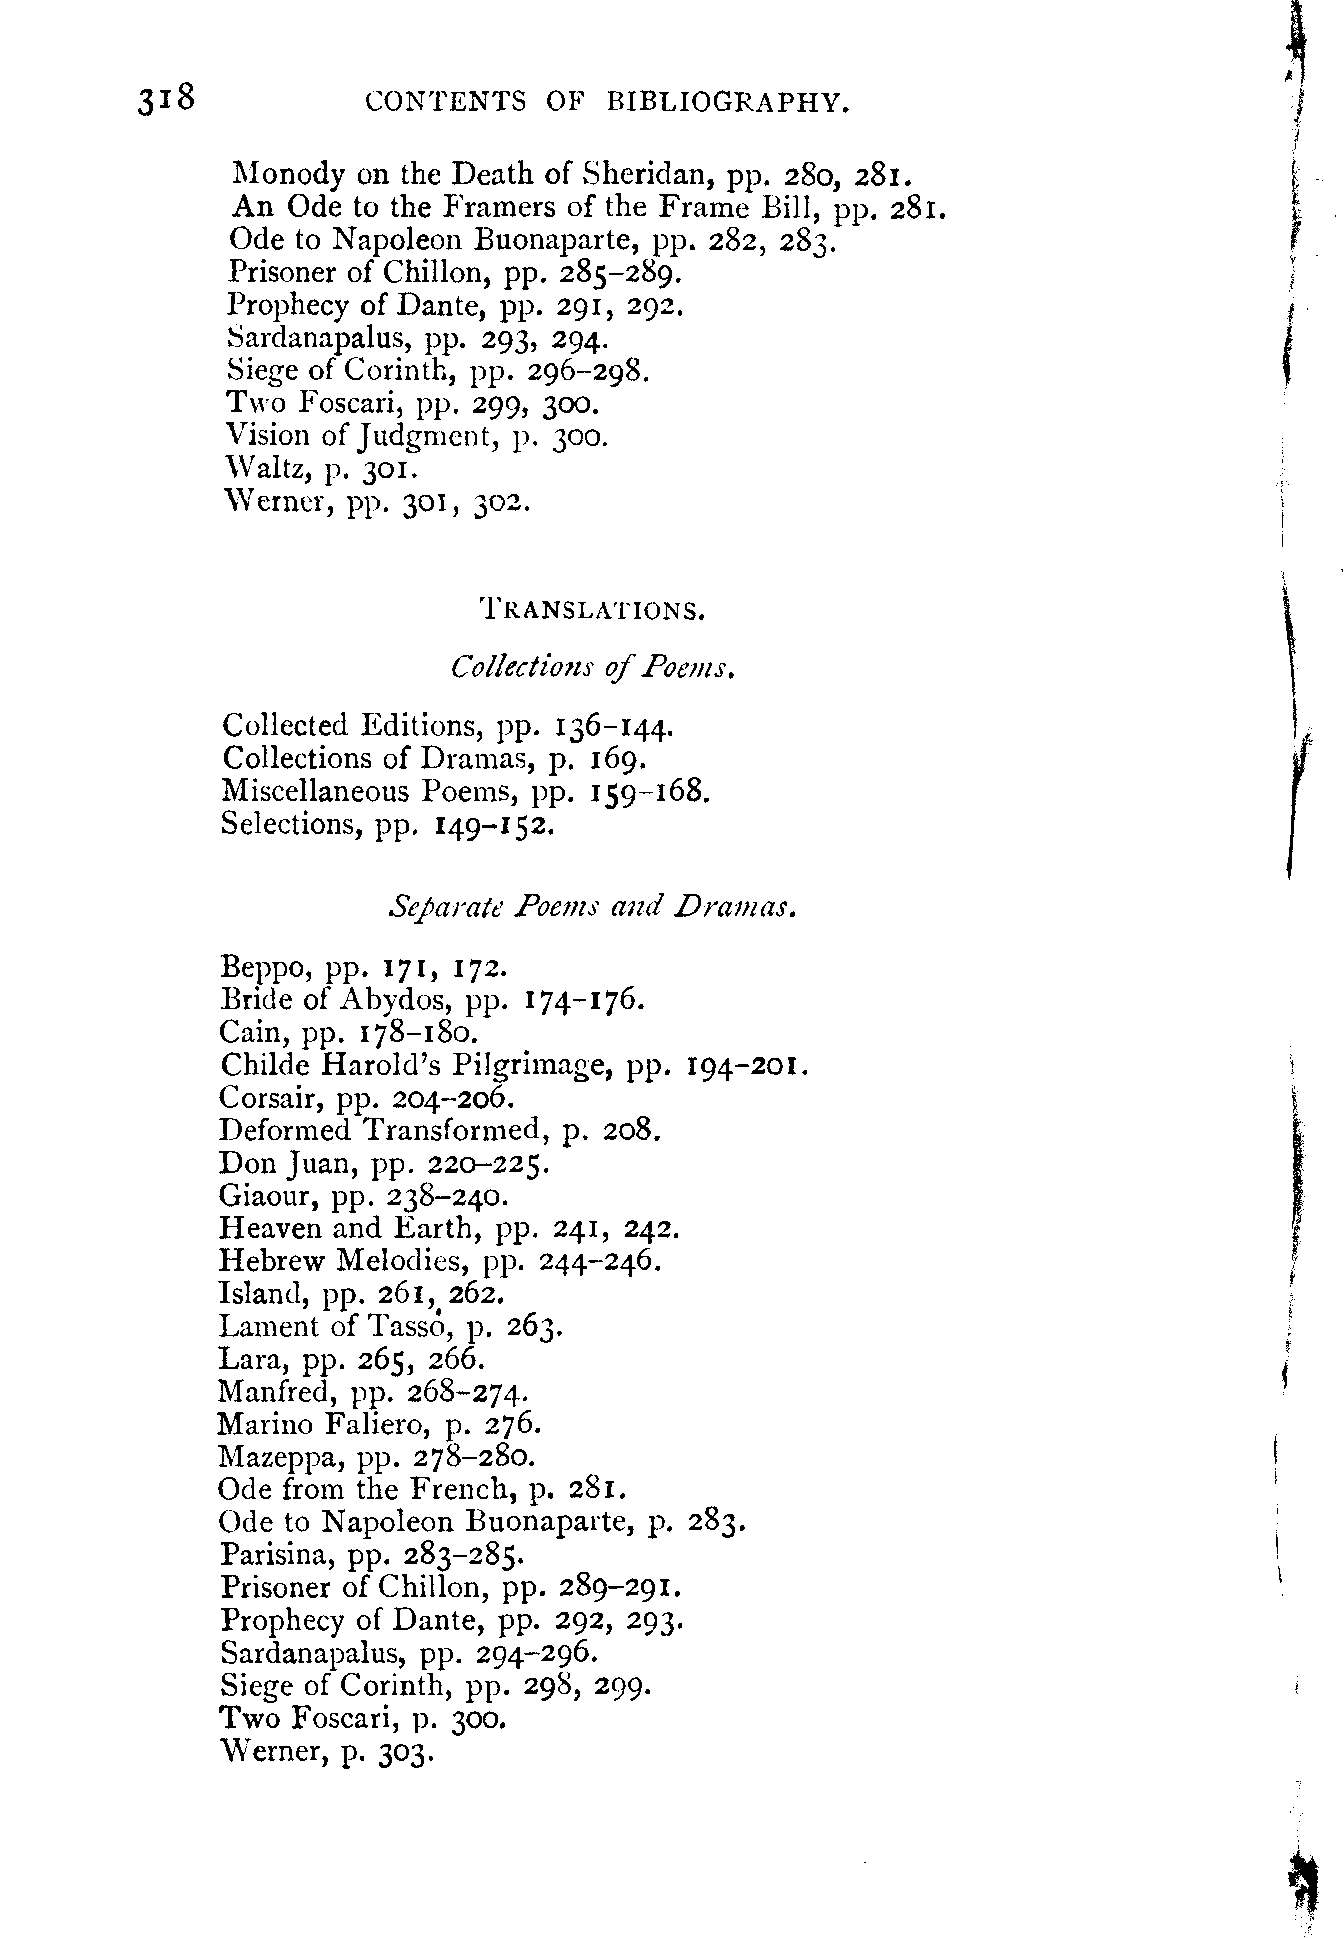 318 CONTENTS OF BIBLIOGRAPHY.
Monody on the Death of Sheridan, pp. 280, 281.
An Ode to the Framers of the Frame Bill, pp. 281.
Ode to Napoleon Buonaparte, pp. 282, 283.
Prisoner of Chillon, pp. 285–289.
Prophecy of Dante, pp. 291, 292.
Sardanapalus, pp. 293, 294.
Siege of Corinth, pp. 296–298.
Two Foscari, pp. 299, 300.
Vision of Judgment, p. 300.
Waltz, p. 301.
Werner, pp. 301, 302.
TRANSLATIONS.
Collections of Poems.
Collected Editions, pp. 136–144.
Collections of Dramas, p. 169.
Miscellaneous Poems, pp. 159–168.
Selections, pp. 149–152.
Separate Poems and Dramas.
Beppo, pp. 171, 172.
Bride of Abydos, pp. 174–176.
Cain, pp. 178–180.
Childe Harold's Pilgrimage, pp. 194–201.
Corsair, pp. 204–206.
Deformed Transformed, p. 208.
Don Juan, pp. 220–225.
Giaour, pp. 238–240.
Heaven and Earth, pp. 241, 242.
Hebrew Melodies, pp. 244–246.
Island, pp. 261, 262.
Lament of Tasso, p. 263.
Lara, pp. 265, 266.
Manfred, pp. 268–274.
Marino Faliero, p. 276.
Mazeppa, pp. 278–280.
Ode from the French, p. 281.
Ode to Napoleon Buonaparte, p. 283.
Parisina, pp. 283–285.
Prisoner of Chillon, pp. 289–291.
Prophecy of Dante, pp. 292, 293.
Sardanapalus, pp. 294–296.
Siege of Corinth, pp. 298, 299.
Two Foscari, p. 300.
Werner, p. 303.